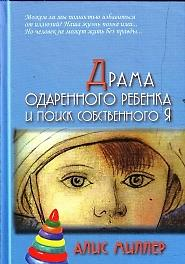 Можем ли мы полностью избавиться
от иллюзий? Наша жизнь полна ими...
Но человек не может жить без правды...
ДРАМА
ОДАРЕННОГО РЕБЕНКА
И ПОИСК СОБСТВЕННОГО Я
АЛИС МИЛЛЕР